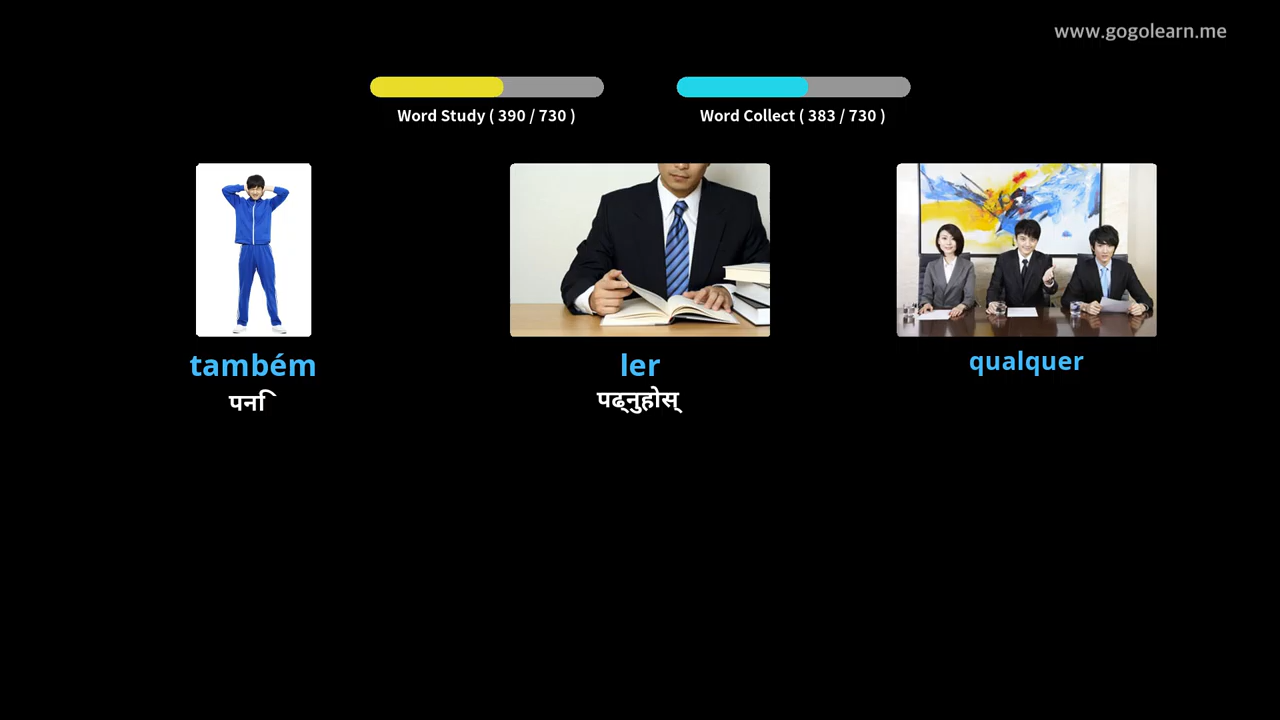 www.gogolearn.me
Word Study ( 390 / 730 )
Word Collect ( 383 / 730 )
também
ler
qualquer
पनि
पढ्नुहोस्